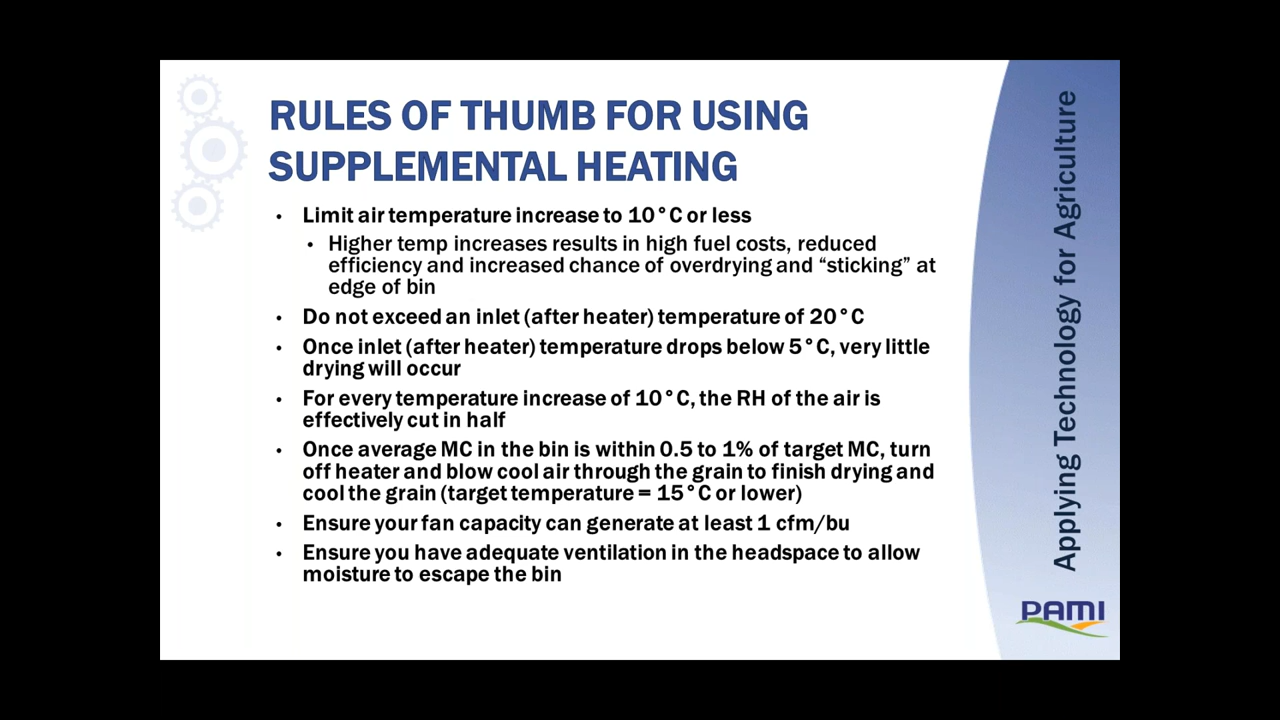 RULES OF THUMB FOR USING
SUPPLEMENTAL HEATING
• Limit air temperature increase to 10°C or less
• Higher temp increases results in high fuel costs, reduced
efficiency and increased chance of overdrying and “sticking” at
edge of bin
• Do not exceed an inlet (after heater) temperature of 20°C
• Once inlet (after heater) temperature drops below 5°C, very little
drying will occur
• For every temperature increase of 10°C, the RH of the air is
effectively cut in half
• Once average MC in the bin is within 0.5 to 1% of target MC, turn
off heater and blow cool air through the grain to finish drying and
cool the grain (target temperature = 15°C or lower)
• Ensure your fan capacity can generate at least 1 cfm/bu
• Ensure you have adequate ventilation in the headspace to allow
moisture to escape the bin
Applying Technology for Agriculture
PAMI